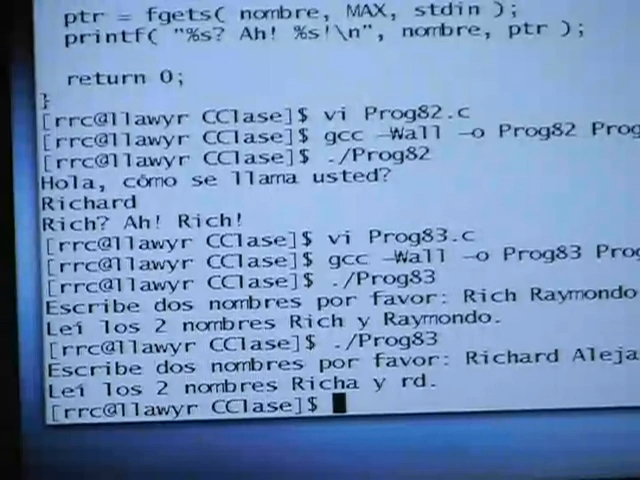 ptr = fgets( nombre, MAX, stdin );
printf( "%s? Ah! %s!\n", nombre, ptr );
return 0;
}
[rrc@llawyr CClase]$ vi Prog82.c
[rrc@llawyr CClase]$ gcc -Wall -o Prog82 Prog
[rrc@llawyr CClase]$ ./Prog82
Hola, cómo se llama usted?
Richard
Rich? Ah! Rich!
[rrc@llawyr CClase]$ vi Prog83.c
[rrc@llawyr CClase]$ gcc -Wall -o Prog83 Prog
[rrc@llawyr CClase]$ ./Prog83
Escribe dos nombres por favor: Rich Raymondo
Leí los 2 nombres Rich y Raymondo.
[rrc@llawyr CClase]$ ./Prog83
Escribe dos nombres por favor: Richard Aleja
Leí los 2 nombres Richa y rd.
[rrc@llawyr CClase]$